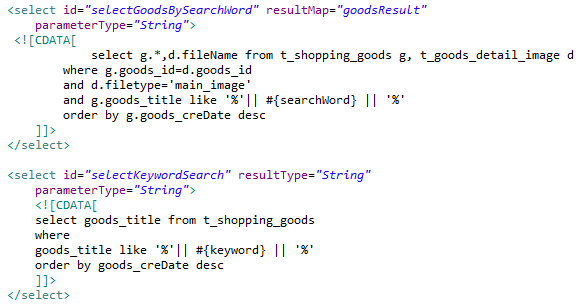 <select id="selectGoodsBySearchWord" resultMap="goodsResult"
parameterType="String">
<![CDATA[
select g.*,d.fileName from t_shopping_goods g, t_goods_detail_image d
where g.goods_id=d.goods_id
and d.filetype='main_image'
and g.goods_title like '%'|| #{searchWord} || '%'
order by g.goods_creDate desc
]]>
</select>
<select id="selectKeywordSearch" resultType="String"
parameterType="String">
<![CDATA[
select goods_title from t_shopping_goods
where
goods_title like '%'|| #{keyword} || '%'
order by goods_creDate desc
]]>
</select>